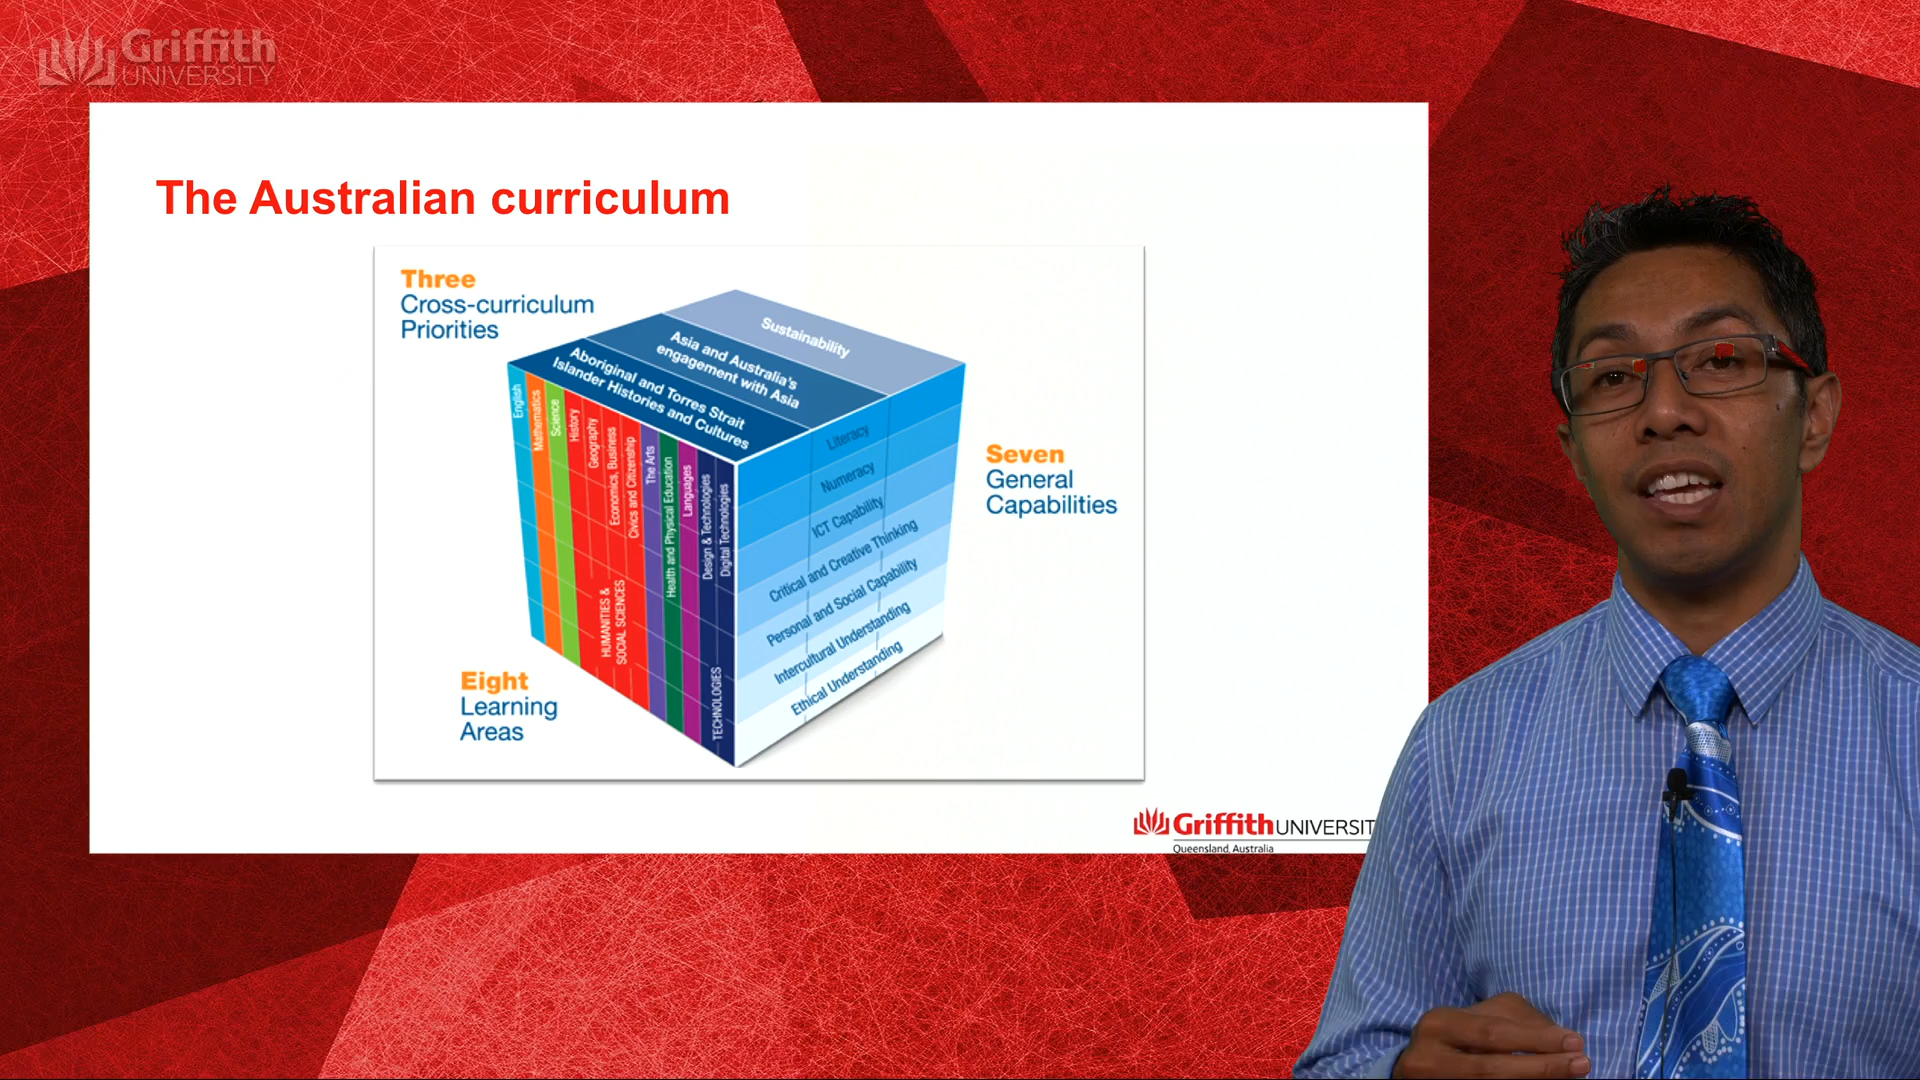 Griffith
UNIVERSITY
The Australian curriculum
Three
Cross-curriculum
Priorities
Sustainability
Asia and Australia's
engagement with Asia
Aboriginal and Torres Strait
Islander Histories and Cultures
English
Mathematics
Science
History
Geography
Economics, Business
Civics and Citizenship
HUMANITIES &
SOCIAL SCIENCES
The Arts
Health and Physical Education
Languages
Design & Technologies
Digital Technologies
TECHNOLOGIES
Literacy
Numeracy
ICT Capability
Critical and Creative Thinking
Personal and Social Capability
Intercultural Understanding
Ethical Understanding
Seven
General
Capabilities
Eight
Learning
Areas
Griffith UNIVERSIT
Queensland, Australia